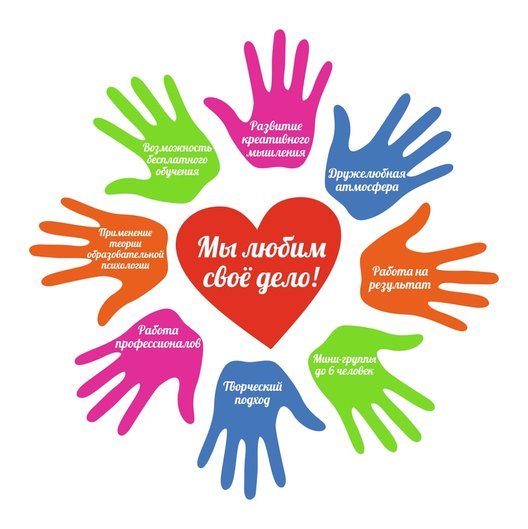 Развитие
креативного
мышления
Дружелюбная
атмосфера
Работа на
результат
Мини-группы
до 6 человек
Творческий
подход
Работа
профессионалов
Применение
теории
образовательной
психологии
Возможность
бесплатного
обучения
Мы любим
своё дело!